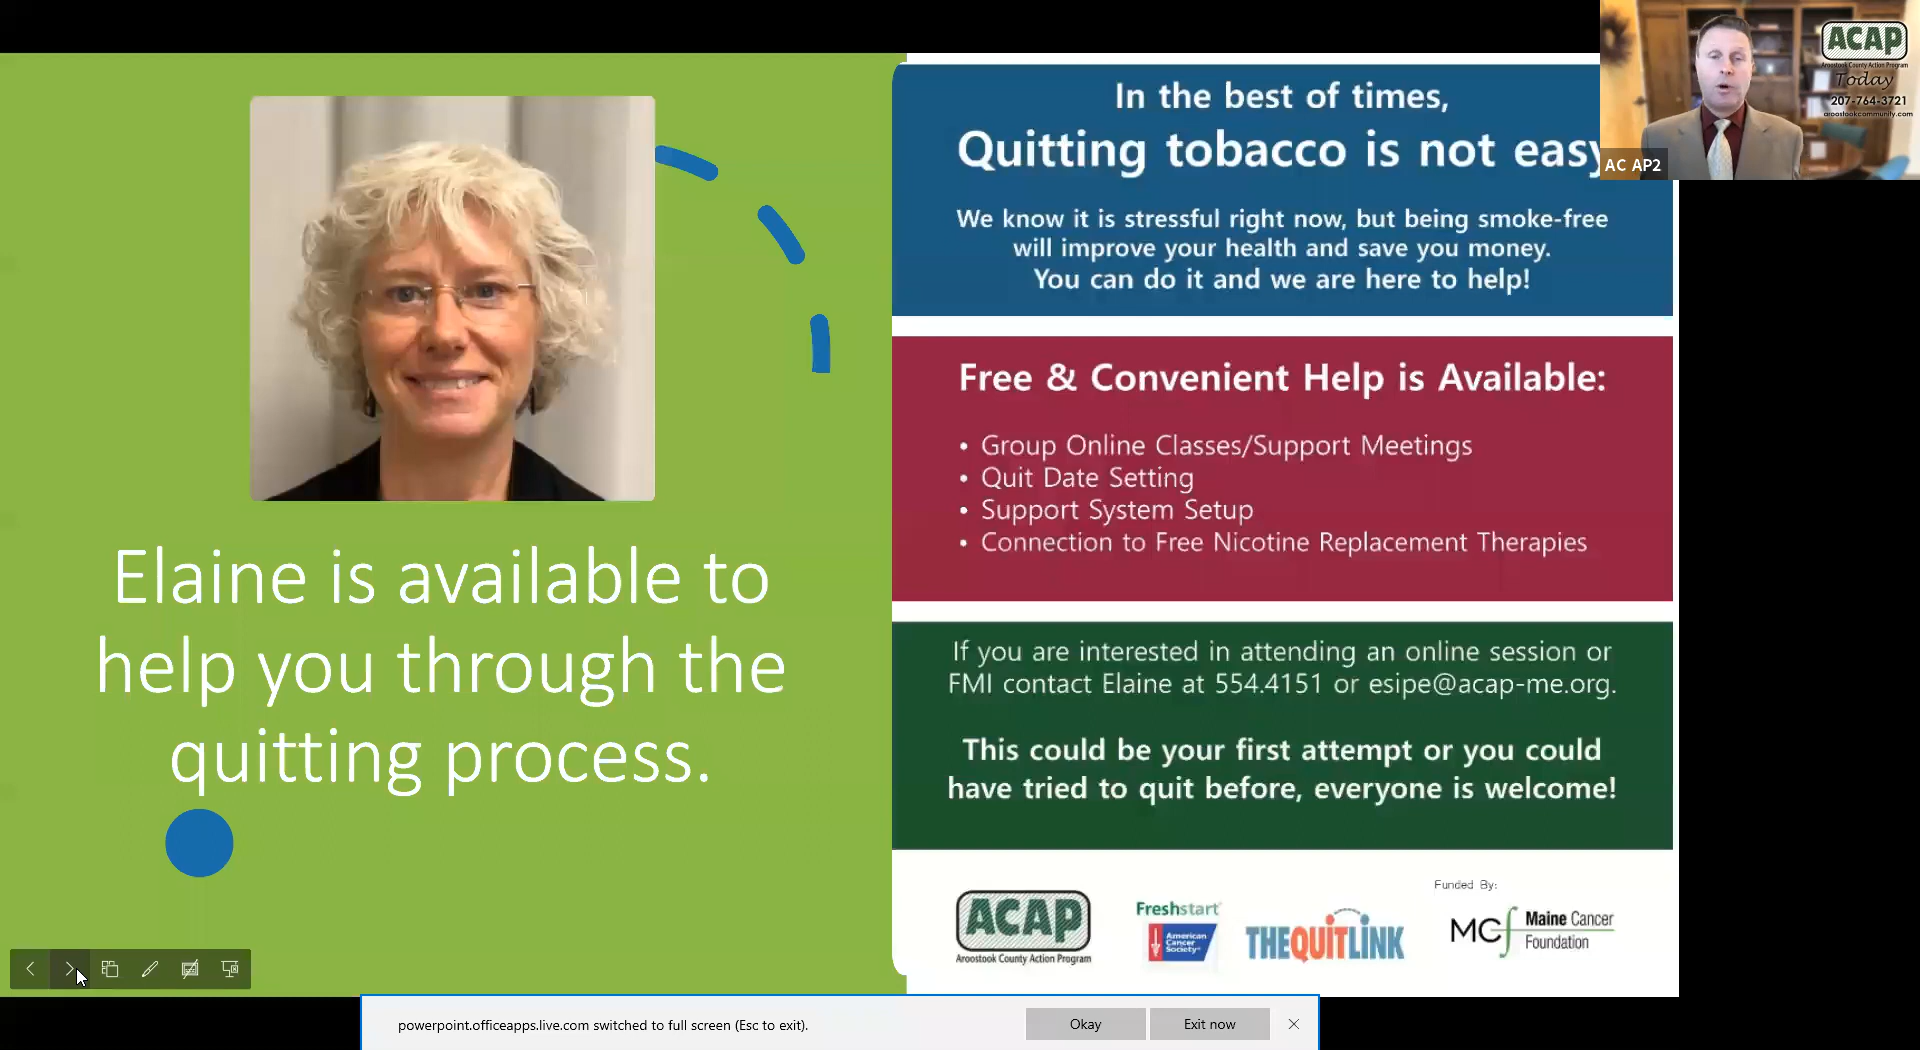 Elaine is available to
help you through the
quitting process.
In the best of times,
Quitting tobacco is not easy
We know it is stressful right now, but being smoke-free
will improve your health and save you money.
You can do it and we are here to help!
Free & Convenient Help is Available:
• Group Online Classes/Support Meetings
• Quit Date Setting
• Support System Setup
• Connection to Free Nicotine Replacement Therapies
If you are interested in attending an online session or
FMI contact Elaine at 554.4151 or esipe@acap-me.org.
This could be your first attempt or you could
have tried to quit before, everyone is welcome!
ACAP
Aroostook County Action Program
Freshstart
American
Cancer
Society
THEQUITLINK
Funded By:
MCf
Maine Cancer
Foundation
ACAP
Aroostook County Action Program
Today
207-764-3721
aroostookcommunity.com
AC AP2
powerpoint.officeapps.live.com switched to full screen (Esc to exit).
Okay
Exit now